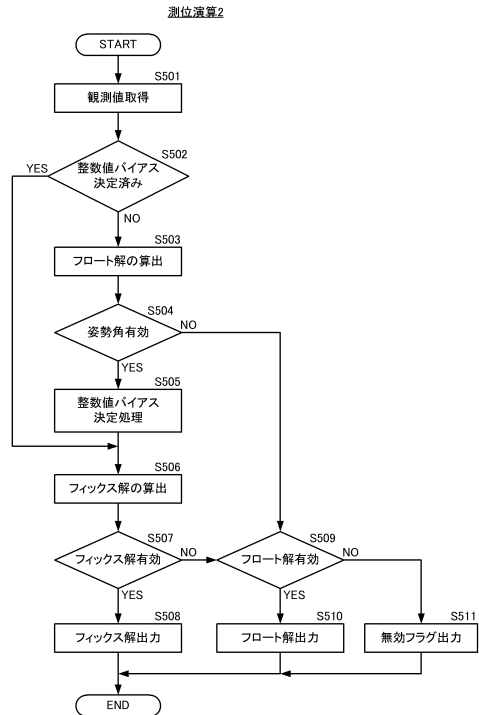 測位演算2
START
S501
観測値取得
S502
YES
整数値バイアス
決定済み
NO
S503
フロート解の算出
S504
姿勢角有効
NO
YES
S505
整数値バイアス
決定処理
S506
フィックス解の算出
S507
フィックス解有効
NO
YES
S509
フロート解有効
NO
YES
S508
フィックス解出力
S510
フロート解出力
S511
無効フラグ出力
END